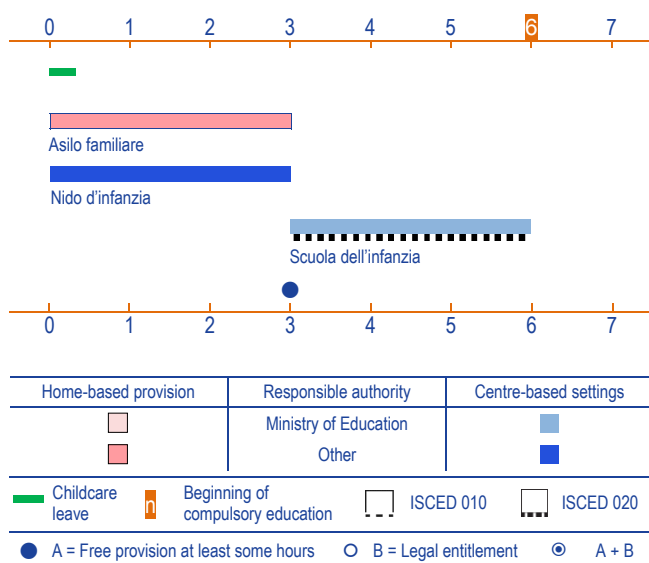 0 1 2 3 4 5 6 7
Asilo familiare
Nido d'infanzia
Scuola dell'infanzia
0 1 2 3 4 5 6 7
Home-based provision Responsible authority Centre-based settings
Ministry of Education
Other
Childcare leave
n
Beginning of compulsory education
ISCED 010
ISCED 020
A = Free provision at least some hours
B = Legal entitlement
A + B